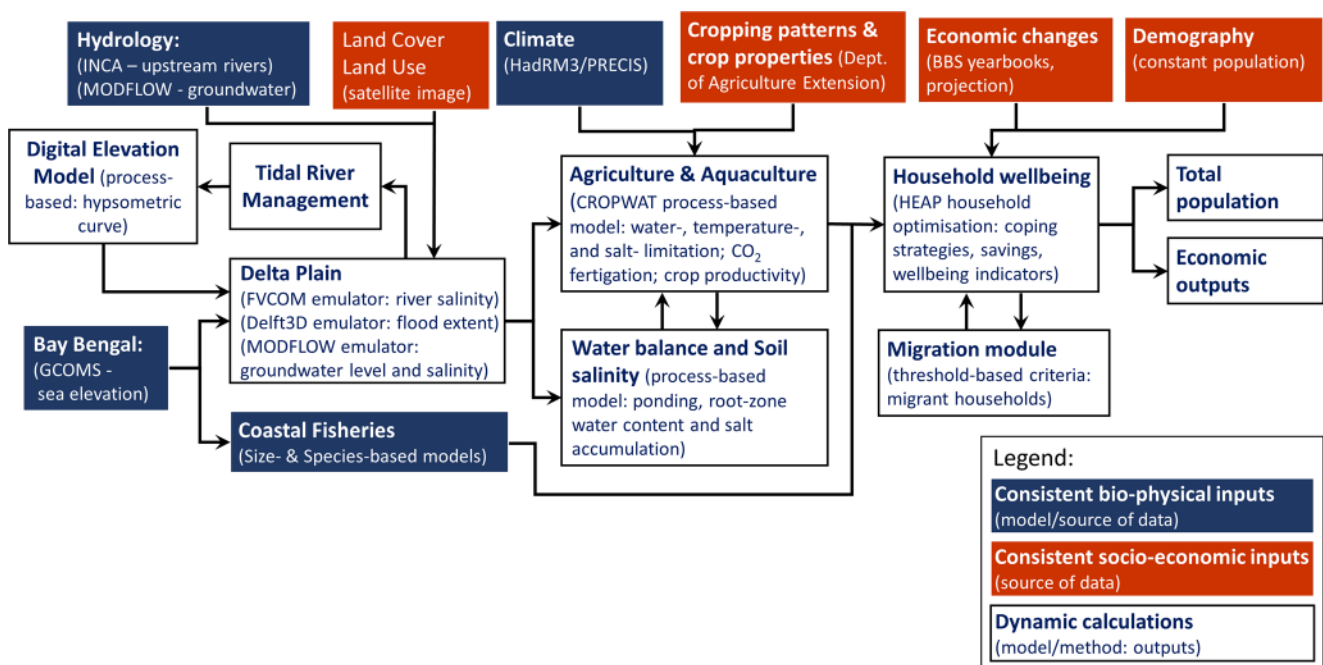 Hydrology:
(INCA – upstream rivers)
(MODFLOW - groundwater)
Land Cover
Land Use
(satellite image)
Climate
(HadRM3/PRECIS)
Cropping patterns &
crop properties (Dept.
of Agriculture Extension)
Economic changes
(BBS yearbooks,
projection)
Demography
(constant population)
Digital Elevation
Model (process-
based: hypsometric
curve)
Tidal River
Management
Agriculture & Aquaculture
(CROPWAT process-based
model: water-, temperature-,
and salt- limitation; CO₂
fertigation; crop productivity)
Household wellbeing
(HEAP household
optimisation: coping
strategies, savings,
wellbeing indicators)
Total
population
Economic
outputs
Delta Plain
(FVCOM emulator: river salinity)
(Delft3D emulator: flood extent)
(MODFLOW emulator:
groundwater level and salinity)
Bay Bengal:
(GCOMS -
sea elevation)
Water balance and Soil
salinity (process-based
model: ponding, root-zone
water content and salt
accumulation)
Migration module
(threshold-based criteria:
migrant households)
Coastal Fisheries
(Size- & Species-based models)
Legend:
Consistent bio-physical inputs
(model/source of data)
Consistent socio-economic inputs
(source of data)
Dynamic calculations
(model/method: outputs)